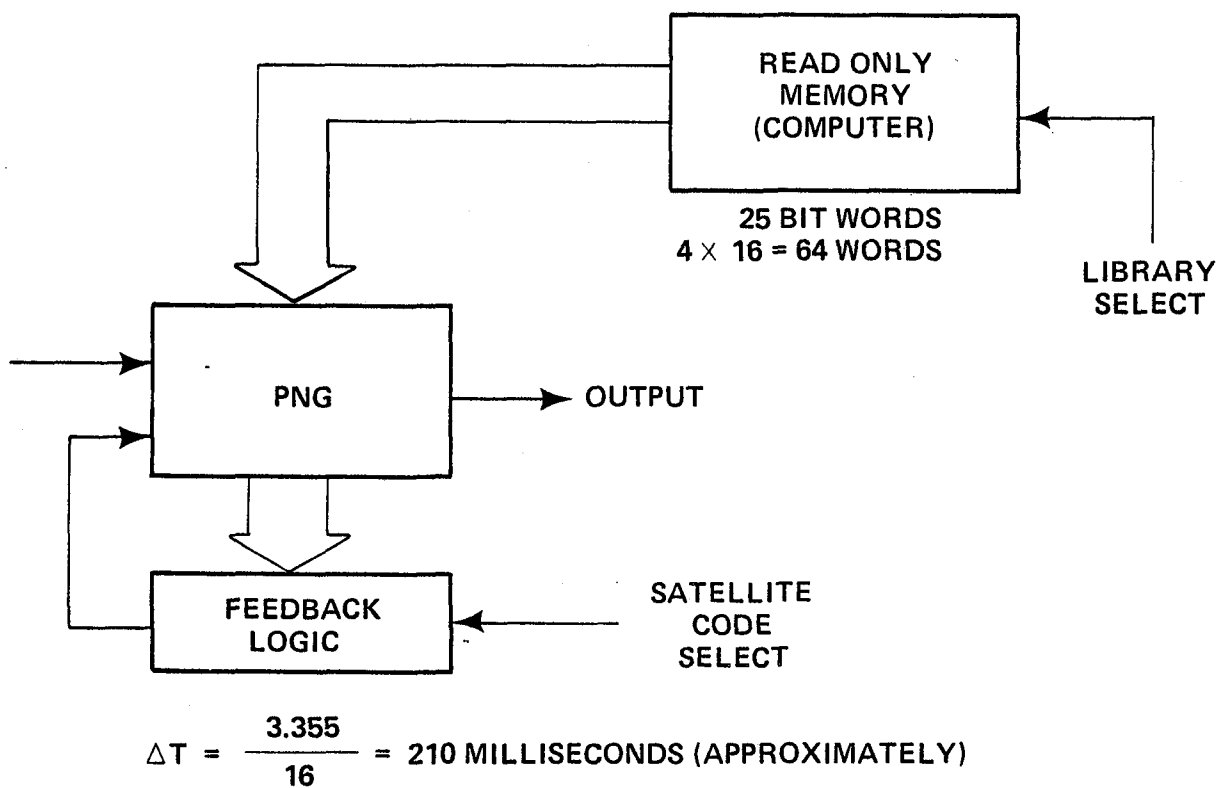 READ ONLY
MEMORY
(COMPUTER)
25 BIT WORDS
4 × 16 = 64 WORDS
LIBRARY
SELECT
PNG
OUTPUT
FEEDBACK
LOGIC
SATELLITE
CODE
SELECT
ΔT = 3.355 / 16 = 210 MILLISECONDS (APPROXIMATELY)